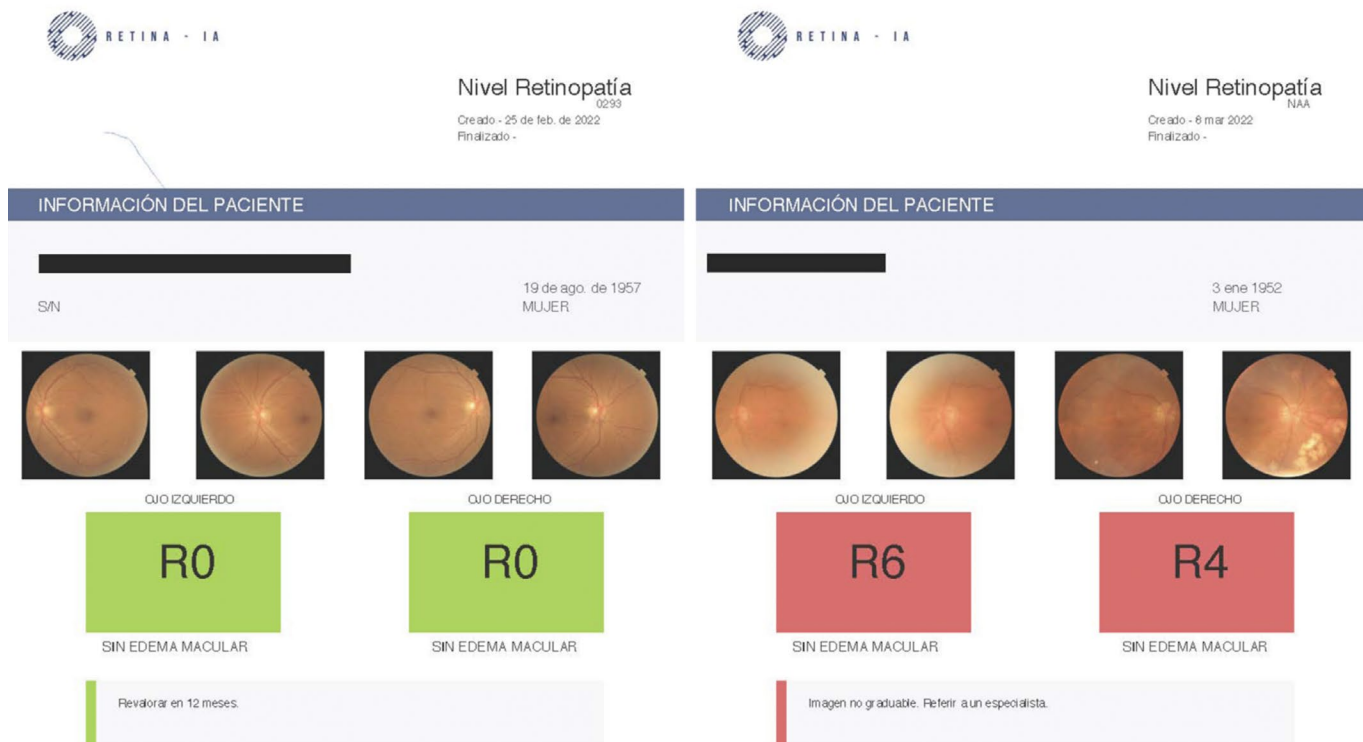 RETINA - IA
Nivel Retinopatía
0293
Creado - 25 de feb. de 2022
Finalizado -
INFORMACIÓN DEL PACIENTE
19 de ago. de 1957
S/N
MUJER
OJO IZQUIERDO
OJO DERECHO
R0
R0
SIN EDEMA MACULAR
SIN EDEMA MACULAR
Revalorar en 12 meses.
RETINA - IA
Nivel Retinopatía
NAA
Creado - 6 mar 2022
Finalizado -
INFORMACIÓN DEL PACIENTE
3 ene 1952
MUJER
OJO IZQUIERDO
OJO DERECHO
R6
R4
SIN EDEMA MACULAR
SIN EDEMA MACULAR
Imagen no graduable. Referir a un especialista.